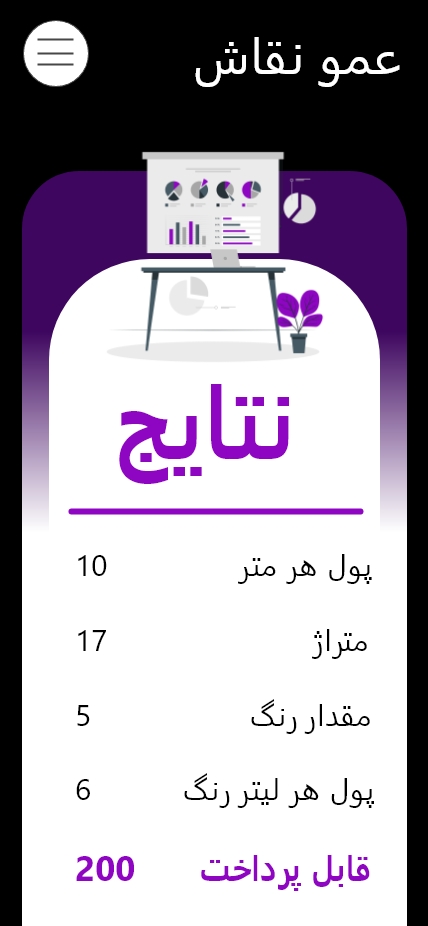 عمو نقاش
نتایج
پول هر متر 10
متراژ 17
مقدار رنگ 5
پول هر لیتر رنگ 6
قابل پرداخت 200